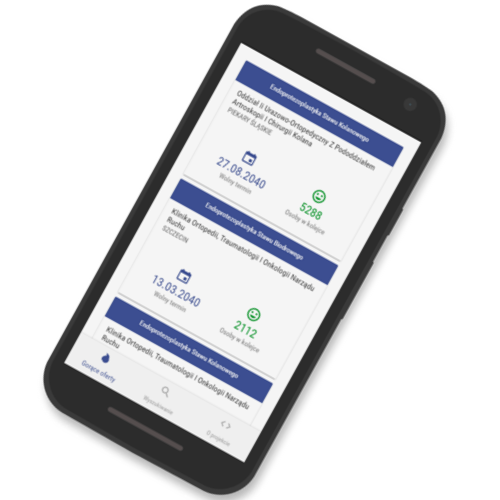 Endoprotezoplastyka Stawu Kolanowego
Oddział Ii Urazowo-Ortopedyczny Z Pododdziałem
Artroskopii I Chirurgii Kolana
PIEKARY ŚLĄSKIE
27.08.2040
Wolny termin
5288
Osoby w kolejce
Endoprotezoplastyka Stawu Biodrowego
Klinika Ortopedii, Traumatologii I Onkologii Narządu
Ruchu
SZCZECIN
13.03.2040
Wolny termin
2112
Osoby w kolejce
Endoprotezoplastyka Stawu Kolanowego
Klinika Ortopedii, Traumatologii I Onkologii Narządu
Ruchu
Gorące oferty
Wyszukiwanie
O projekcie